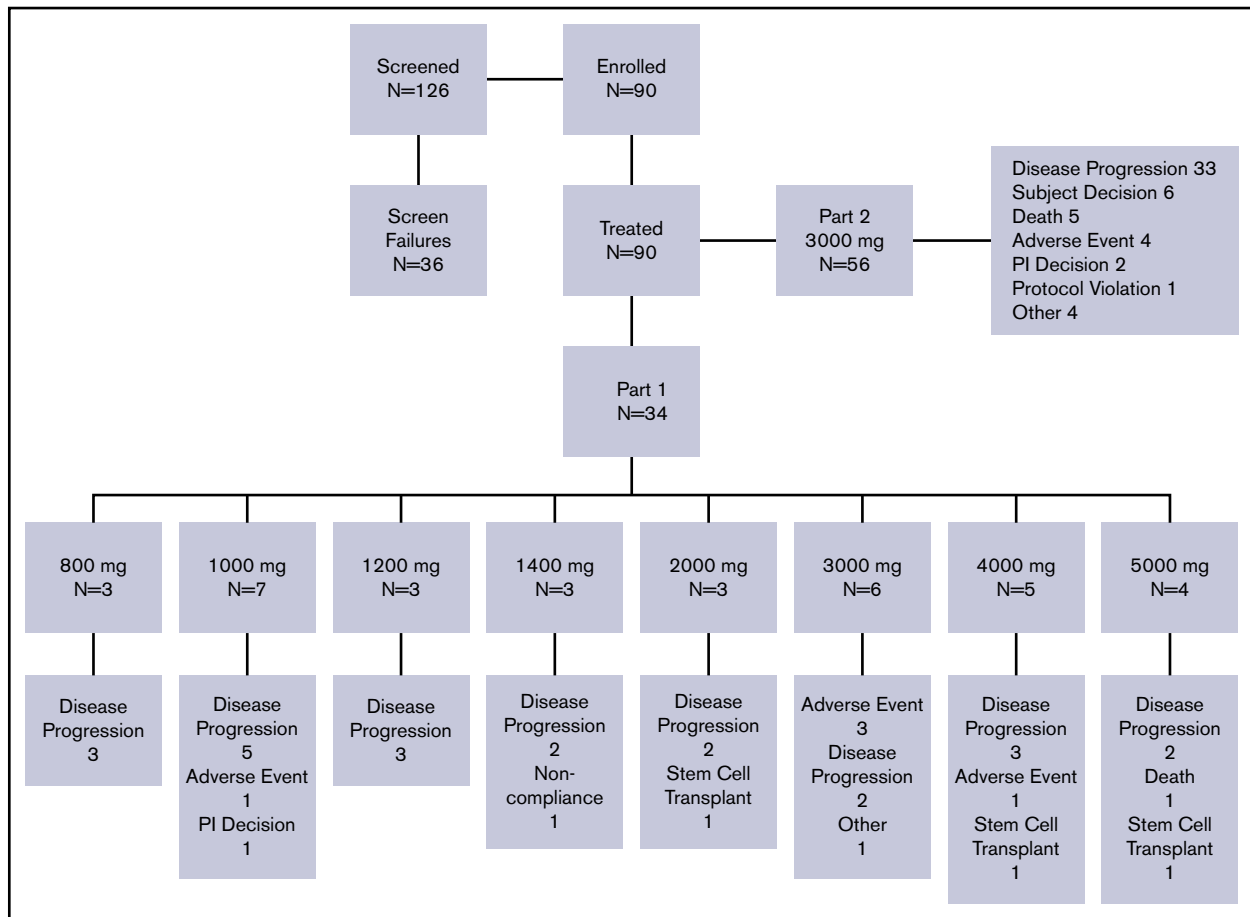 Screened
N=126
Enrolled
N=90
Screen
Failures
N=36
Treated
N=90
Part 2
3000 mg
N=56
Disease Progression 33
Subject Decision 6
Death 5
Adverse Event 4
PI Decision 2
Protocol Violation 1
Other 4
Part 1
N=34
800 mg
N=3
1000 mg
N=7
1200 mg
N=3
1400 mg
N=3
2000 mg
N=3
3000 mg
N=6
4000 mg
N=5
5000 mg
N=4
Disease
Progression
3
Disease
Progression
5
Adverse Event
1
PI Decision
1
Disease
Progression
3
Disease
Progression
2
Non-
compliance
1
Disease
Progression
2
Stem Cell
Transplant
1
Adverse Event
3
Disease
Progression
2
Other
1
Disease
Progression
3
Adverse Event
1
Stem Cell
Transplant
1
Disease
Progression
2
Death
1
Stem Cell
Transplant
1